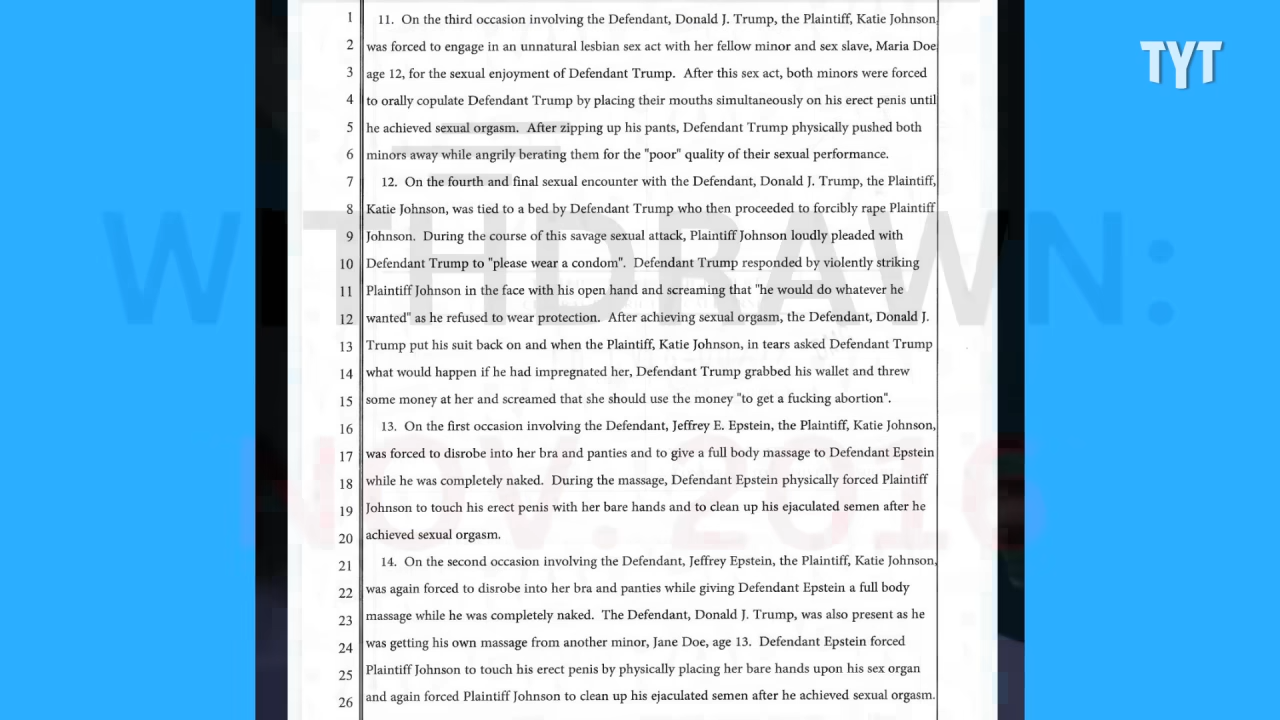 TYT
1 11. On the third occasion involving the Defendant, Donald J. Trump, the Plaintiff, Katie Johnson,
2 was forced to engage in an unnatural lesbian sex act with her fellow minor and sex slave, Maria Doe
3 age 12, for the sexual enjoyment of Defendant Trump. After this sex act, both minors were forced
4 to orally copulate Defendant Trump by placing their mouths simultaneously on his erect penis until
5 he achieved sexual orgasm. After zipping up his pants, Defendant Trump physically pushed both
6 minors away while angrily berating them for the "poor" quality of their sexual performance.
7 12. On the fourth and final sexual encounter with the Defendant, Donald J. Trump, the Plaintiff,
8 Katie Johnson, was tied to a bed by Defendant Trump who then proceeded to forcibly rape Plaintiff
9 Johnson. During the course of this savage sexual attack, Plaintiff Johnson loudly pleaded with
10 Defendant Trump to "please wear a condom". Defendant Trump responded by violently striking
11 Plaintiff Johnson in the face with his open hand and screaming that "he would do whatever he
12 wanted" as he refused to wear protection. After achieving sexual orgasm, the Defendant, Donald J.
13 Trump put his suit back on and when the Plaintiff, Katie Johnson, in tears asked Defendant Trump
14 what would happen if he had impregnated her, Defendant Trump grabbed his wallet and threw
15 some money at her and screamed that she should use the money "to get a fucking abortion".
16 13. On the first occasion involving the Defendant, Jeffrey E. Epstein, the Plaintiff, Katie Johnson,
17 was forced to disrobe into her bra and panties and to give a full body massage to Defendant Epstein
18 while he was completely naked. During the massage, Defendant Epstein physically forced Plaintiff
19 Johnson to touch his erect penis with her bare hands and to clean up his ejaculated semen after he
20 achieved sexual orgasm.
21 14. On the second occasion involving the Defendant, Jeffrey Epstein, the Plaintiff, Katie Johnson,
22 was again forced to disrobe into her bra and panties while giving Defendant Epstein a full body
23 massage while he was completely naked. The Defendant, Donald J. Trump, was also present as he
24 was getting his own massage from another minor, Jane Doe, age 13. Defendant Epstein forced
25 Plaintiff Johnson to touch his erect penis by physically placing her bare hands upon his sex organ
26 and again forced Plaintiff Johnson to clean up his ejaculated semen after he achieved sexual orgasm.
WITHDRAWN:
NOV. 2016